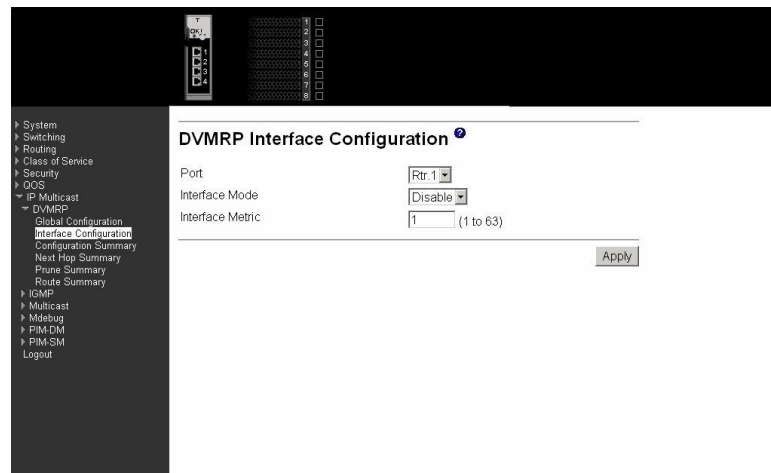 T
OK!
1
2
3
4
1
2
3
4
5
6
7
8
System
Switching
Routing
Class of Service
Security
QOS
IP Multicast
DVMRP
Global Configuration
Interface Configuration
Configuration Summary
Next Hop Summary
Prune Summary
Route Summary
IGMP
Multicast
Mdebug
PIM-DM
PIM-SM
Logout
DVMRP Interface Configuration ?
Port Rtr.1
Interface Mode Disable
Interface Metric 1 (1 to 63)
Apply